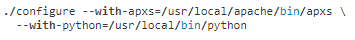 ./configure --with-apxs=/usr/local/apache/bin/apxs \
--with-python=/usr/local/bin/python